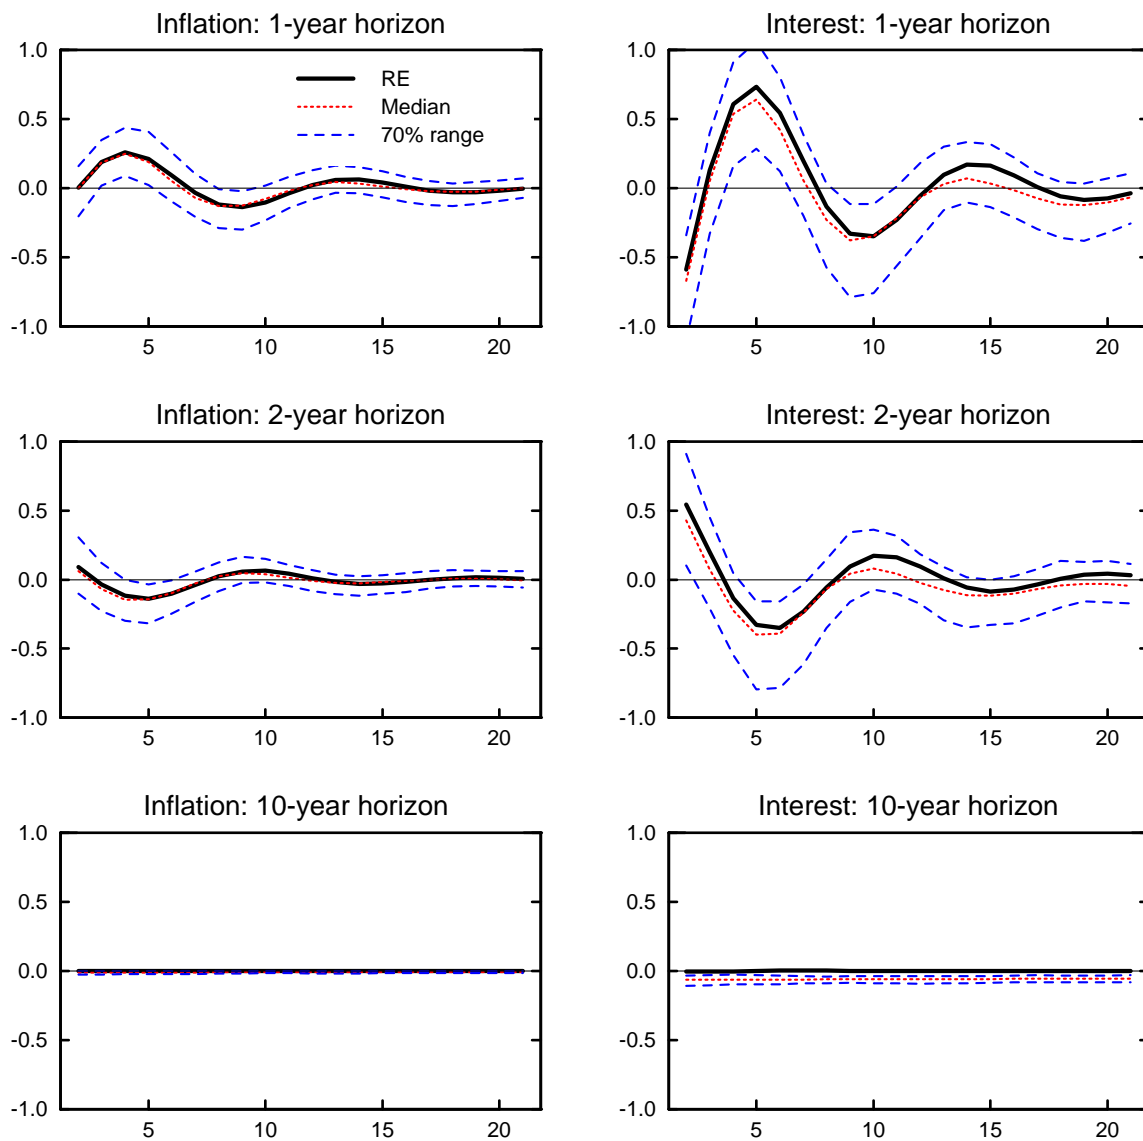 Inflation: 1-year horizon
1.0
0.5
0.0
-0.5
-1.0
RE
Median
70% range
5 10 15 20
Interest: 1-year horizon
1.0
0.5
0.0
-0.5
-1.0
5 10 15 20
Inflation: 2-year horizon
1.0
0.5
0.0
-0.5
-1.0
5 10 15 20
Interest: 2-year horizon
1.0
0.5
0.0
-0.5
-1.0
5 10 15 20
Inflation: 10-year horizon
1.0
0.5
0.0
-0.5
-1.0
5 10 15 20
Interest: 10-year horizon
1.0
0.5
0.0
-0.5
-1.0
5 10 15 20